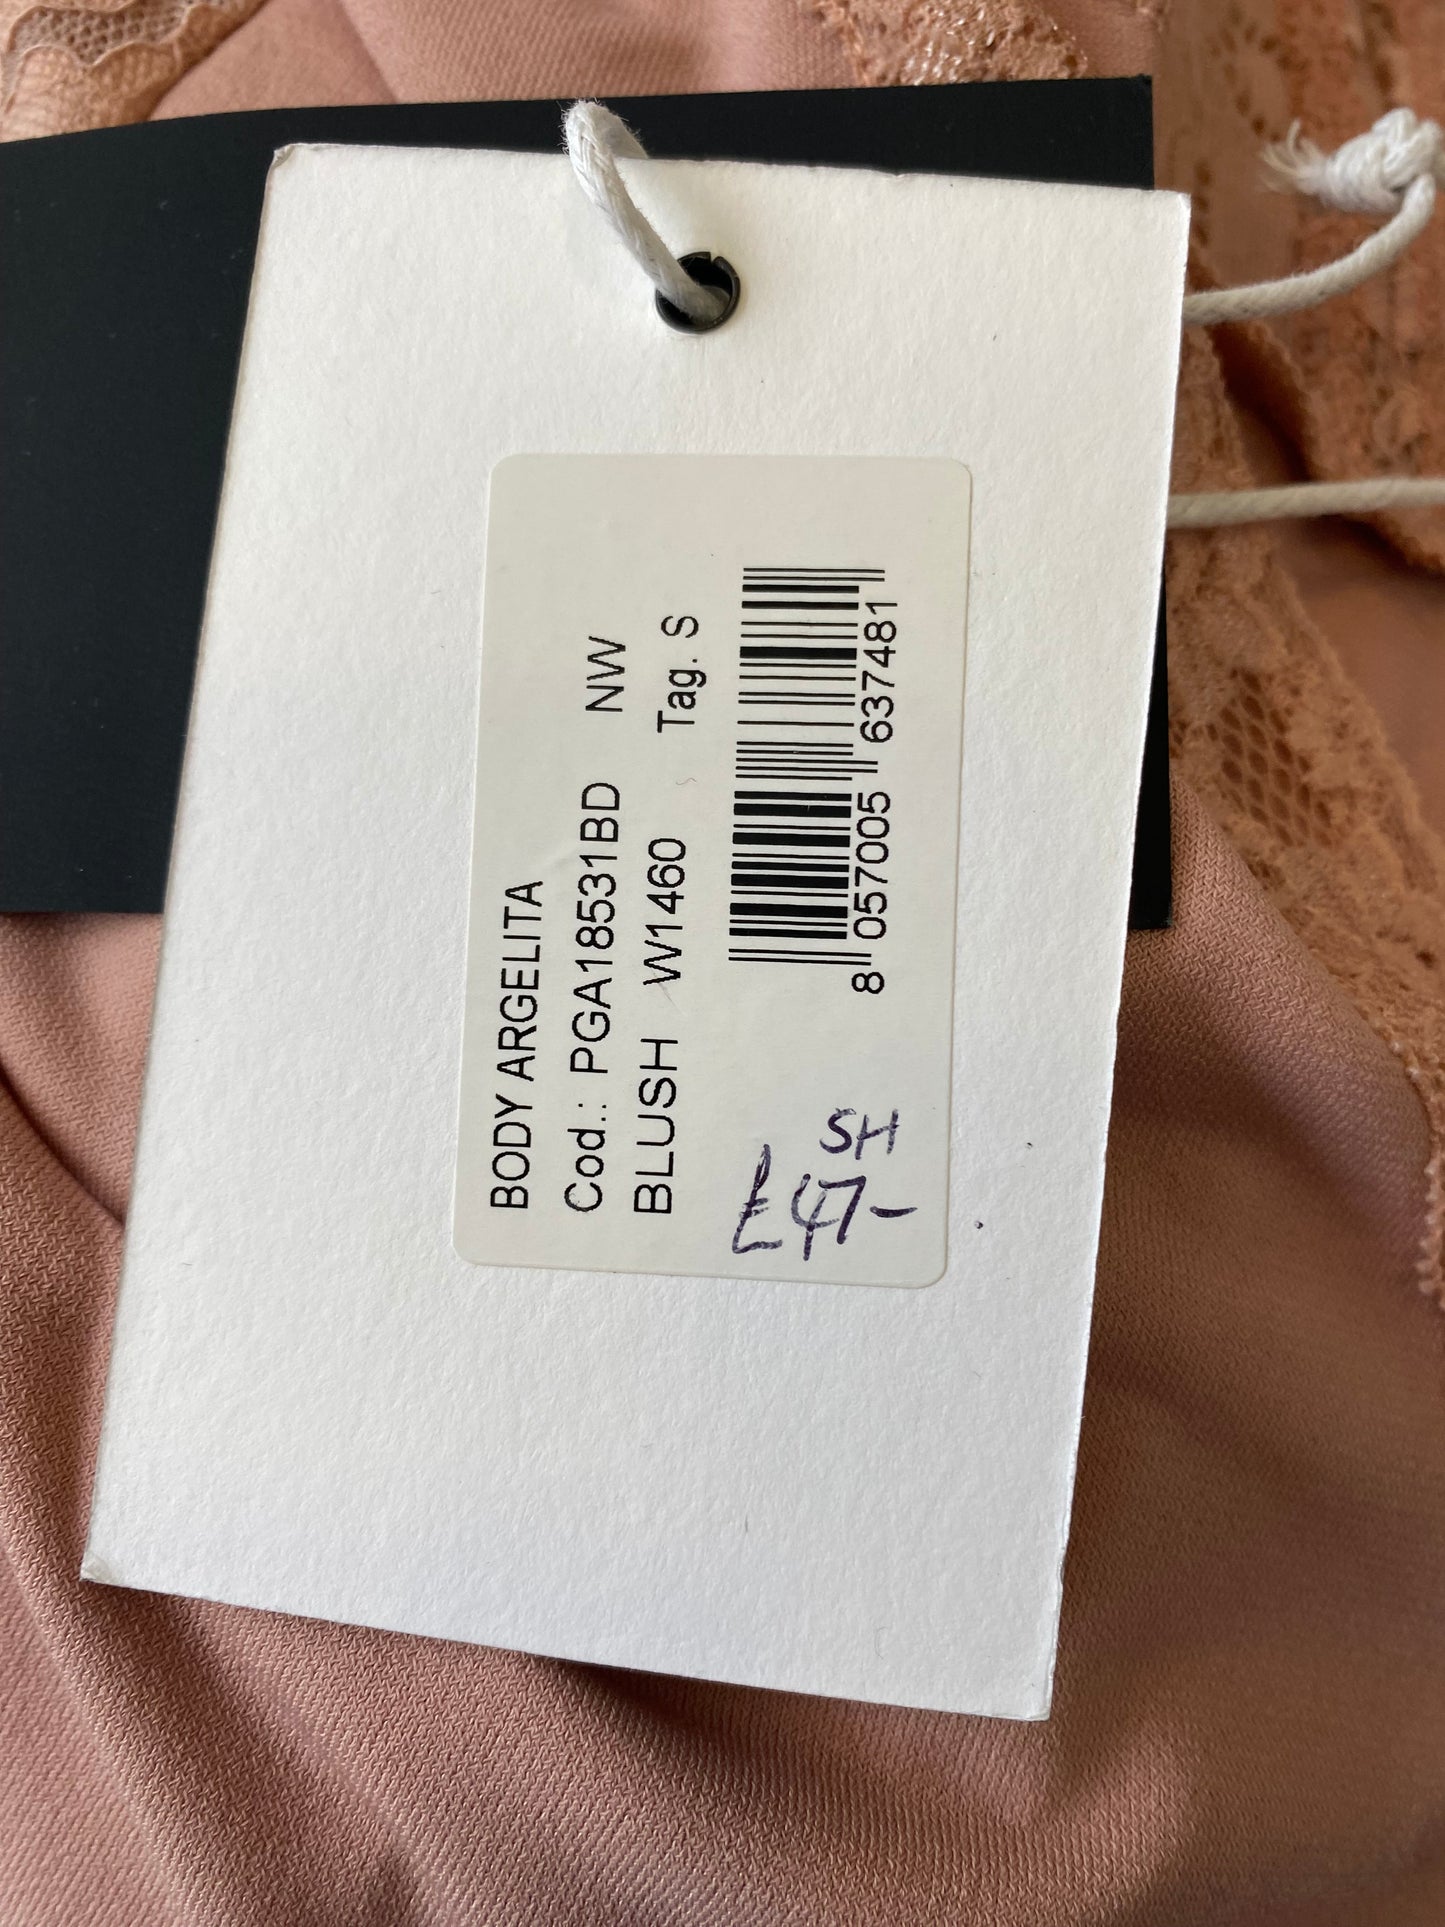 BODY ARGELITA
Cod.: PGA18531BD NW
BLUSH W1460 Tag. S
8 057005 637481
SH
£47-